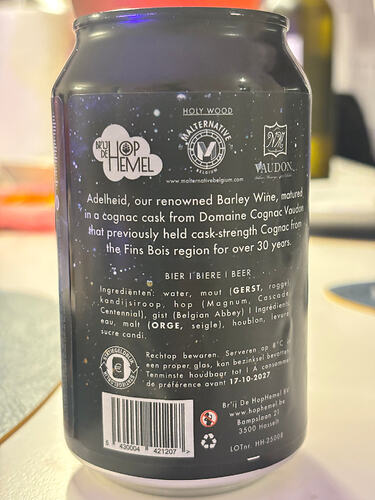 HOLY WOOD
BR'IJ DE HOP HEMEL
MALTERNATIVE
BELGIUM
www.malternativebelgium.com
VAUDON
Adelheid, our renowned Barley Wine, matured
in a cognac cask from Domaine Cognac Vaudon
that previously held cask-strength Cognac from
the Fins Bois region for over 30 years.
BIER I BIERE I BEER
Ingrediënten: water, mout (GERST, rogge),
kandijsiroop, hop (Magnum, Cascade,
Centennial), gist (Belgian Abbey) I Ingrédients:
eau, malt (ORGE, seigle), houblon, levure,
sucre candi.
Rechtop bewaren. Serveren op 8°C in
een proper glas, kan bezinksel bevatten.
Tenminste houdbaar tot I A consommer
de préférence avant 17-10-2027
Br'ij De HopHemel BV
www.hophemel.be
Bampslaan 21
3500 Hasselt
LOTnr. HH-25008
5 430004 421207